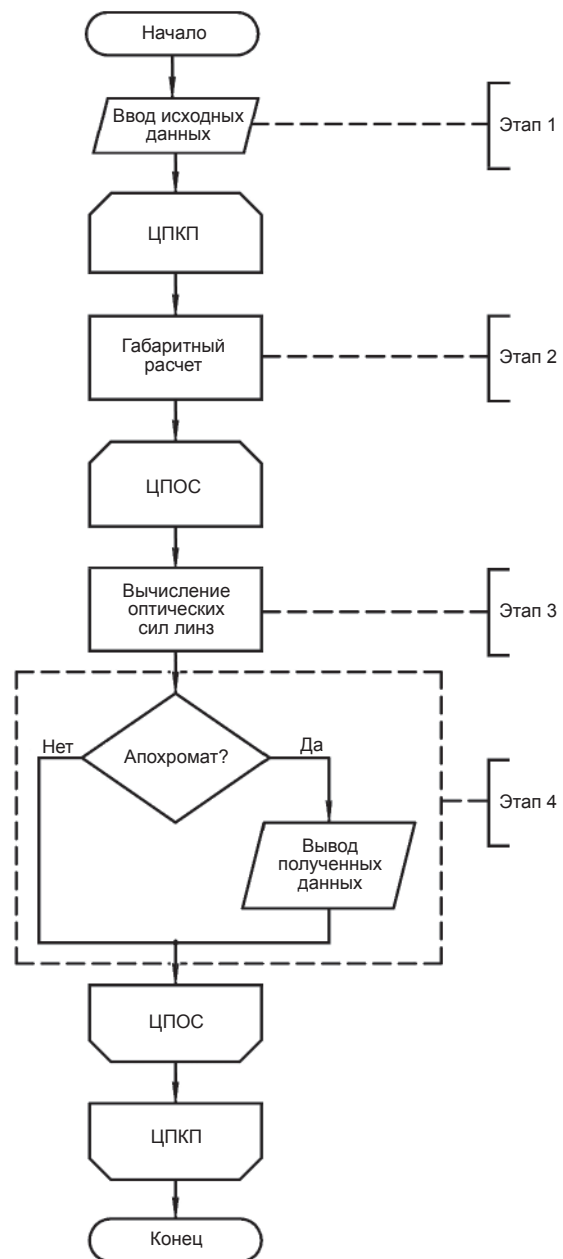 Начало
Ввод исходных
данных
Этап 1
ЦПКП
Габаритный
расчет
Этап 2
ЦПОС
Вычисление
оптических
сил линз
Этап 3
Нет
Апохромат?
Да
Вывод
полученных
данных
Этап 4
ЦПОС
ЦПКП
Конец